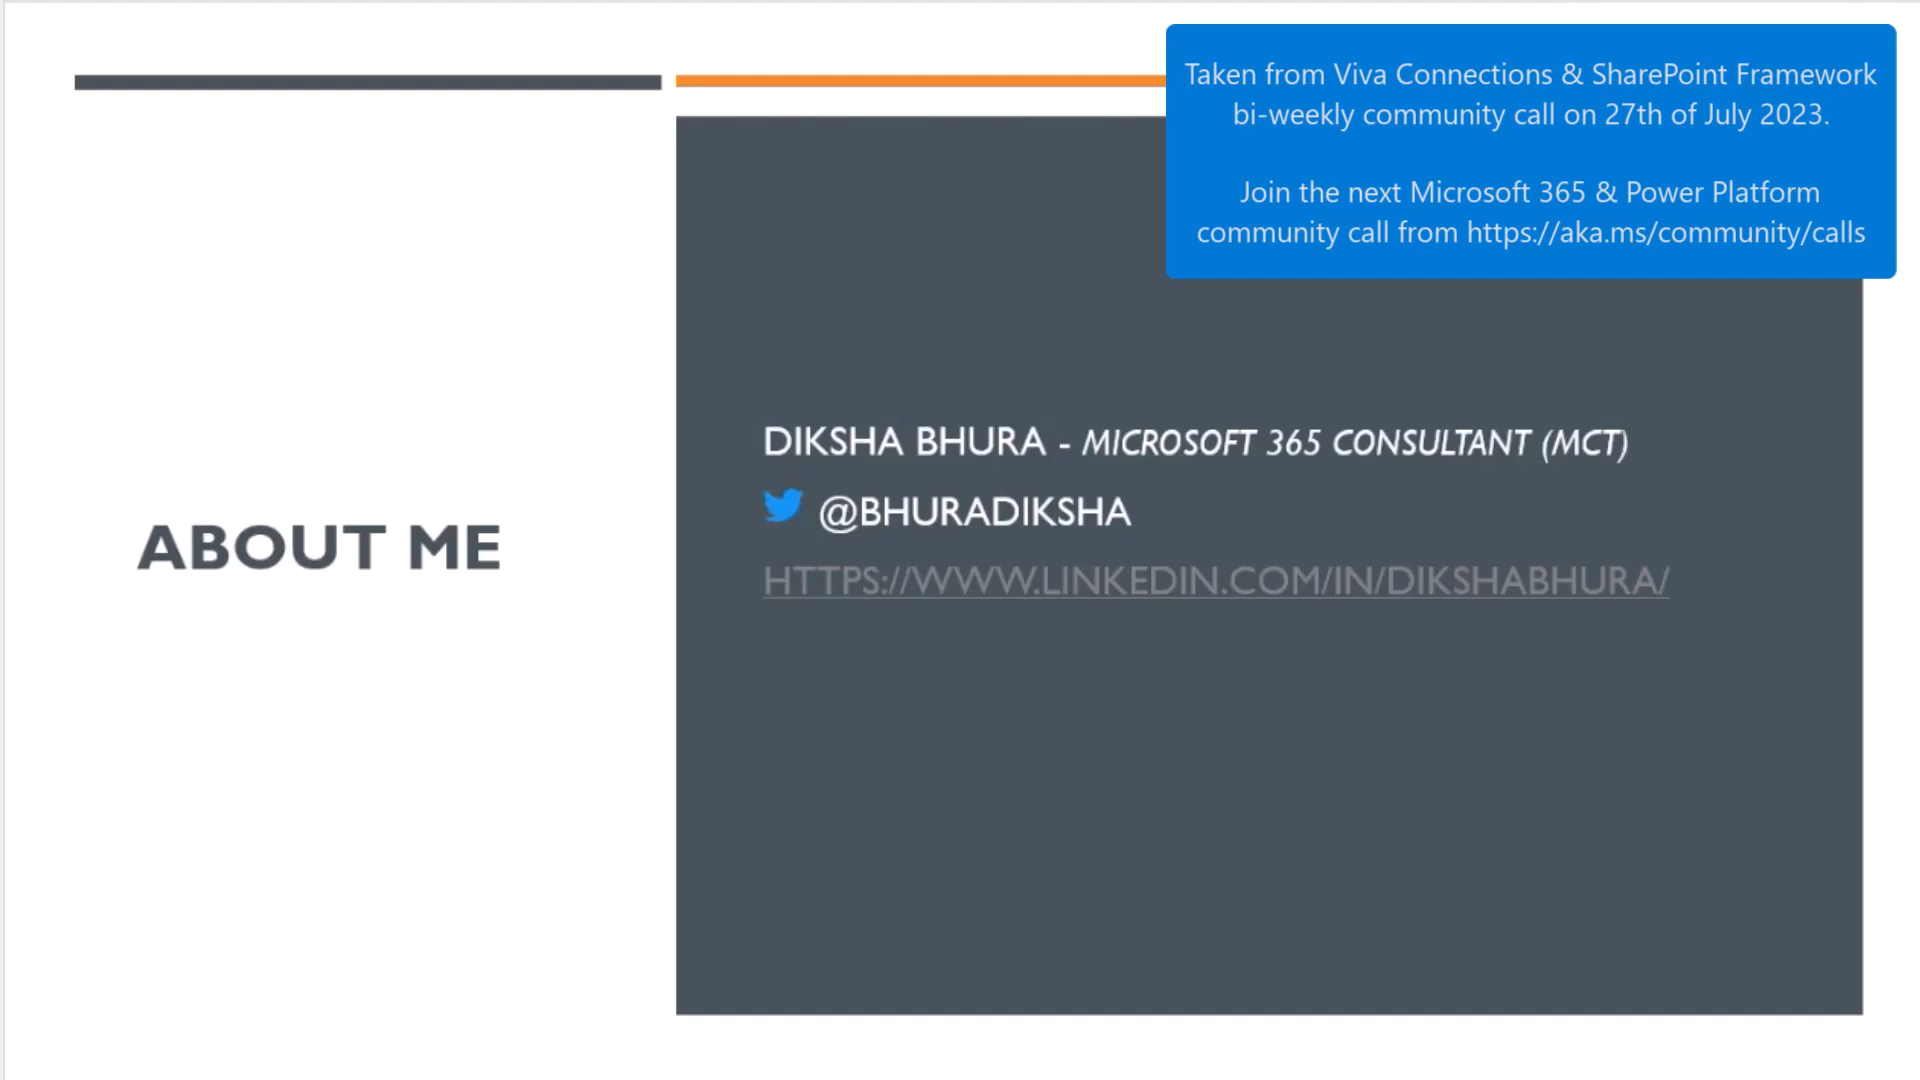 Taken from Viva Connections & SharePoint Framework
bi-weekly community call on 27th of July 2023.
Join the next Microsoft 365 & Power Platform
community call from https://aka.ms/community/calls
ABOUT ME
DIKSHA BHURA - MICROSOFT 365 CONSULTANT (MCT)
@BHURADIKSHA
HTTPS://WWW.LINKEDIN.COM/IN/DIKSHABHURA/